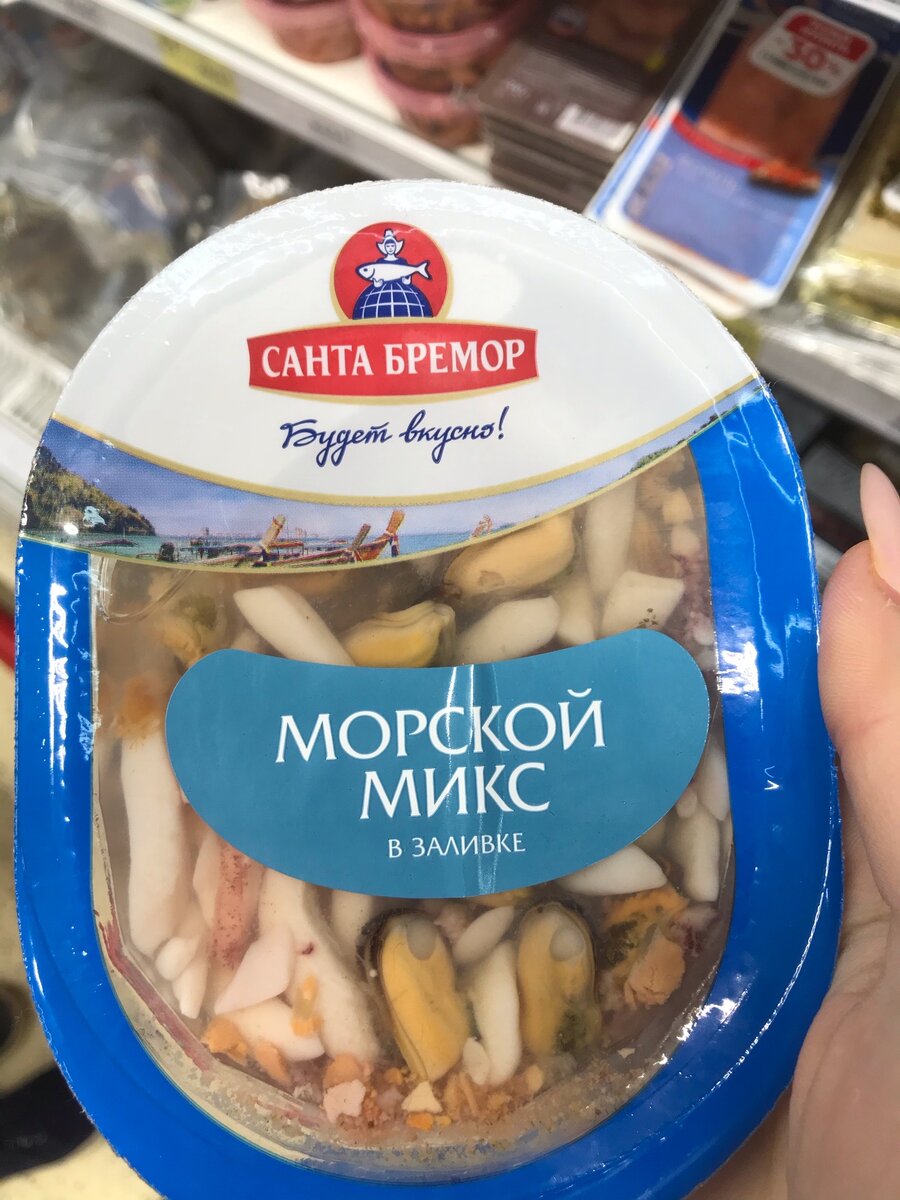 САНТА БРЕМОР
Будет вкусно!
МОРСКОЙ
МИКС
В ЗАЛИВКЕ